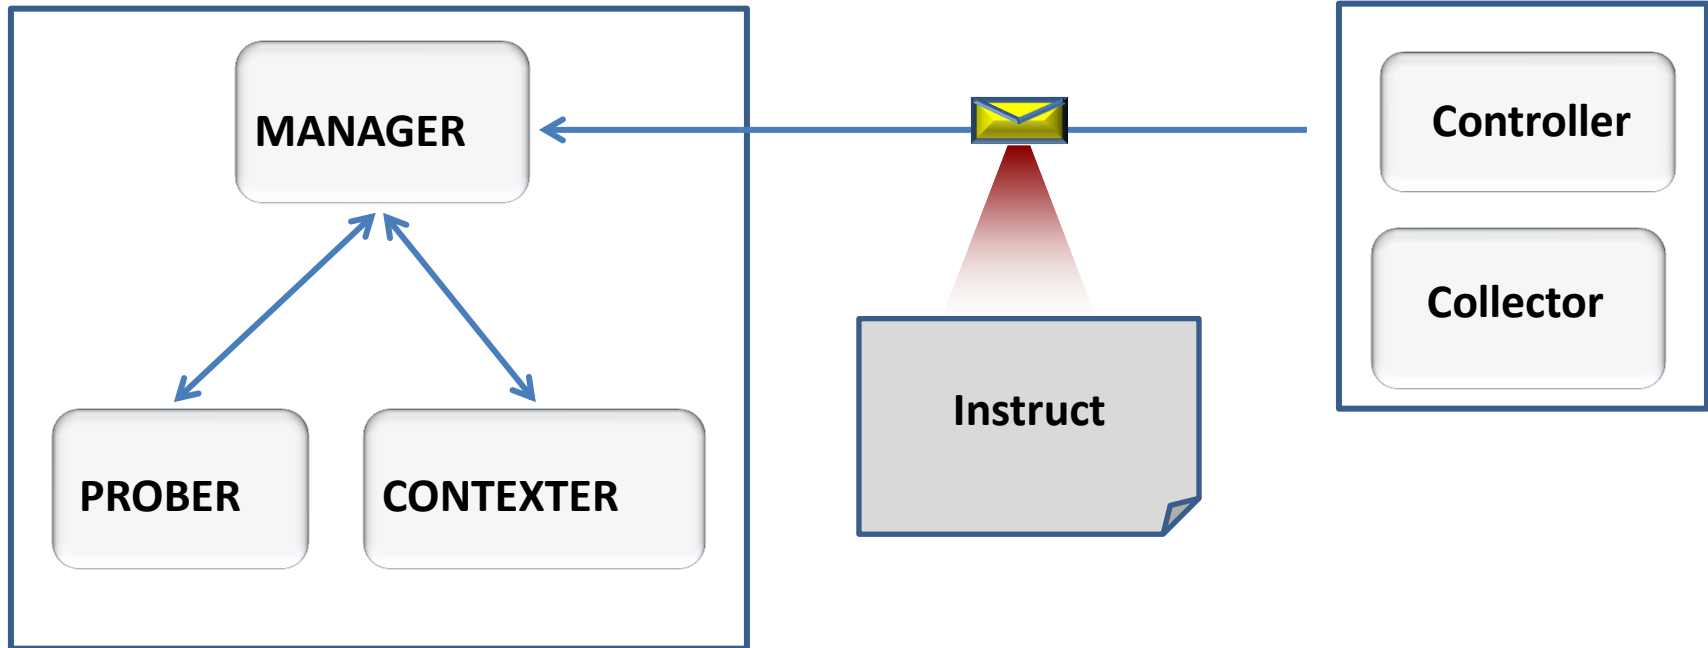 MANAGER
Controller
Collector
Instruct
PROBER
CONTEXTER